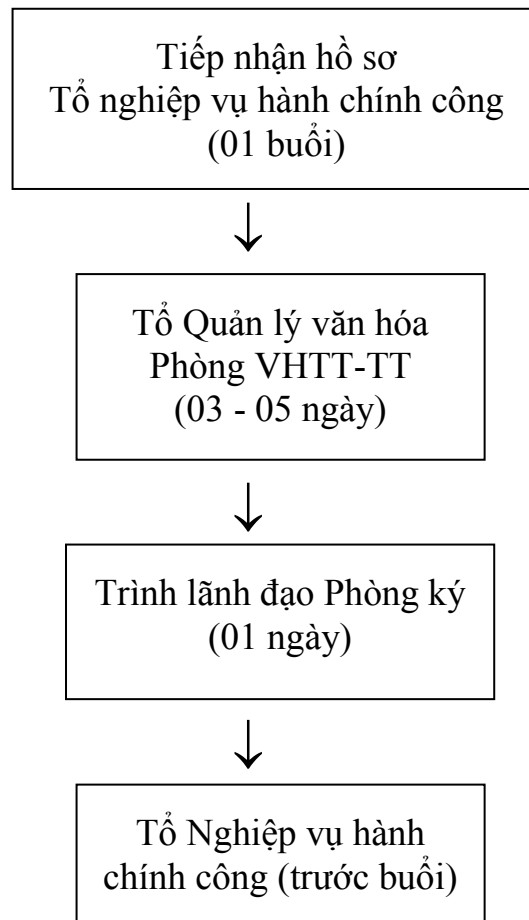 Tiếp nhận hồ sơ
Tổ nghiệp vụ hành chính công
(01 buổi)
Tổ Quản lý văn hóa
Phòng VHTT-TT
(03 - 05 ngày)
Trình lãnh đạo Phòng ký
(01 ngày)
Tổ Nghiệp vụ hành
chính công (trước buổi)